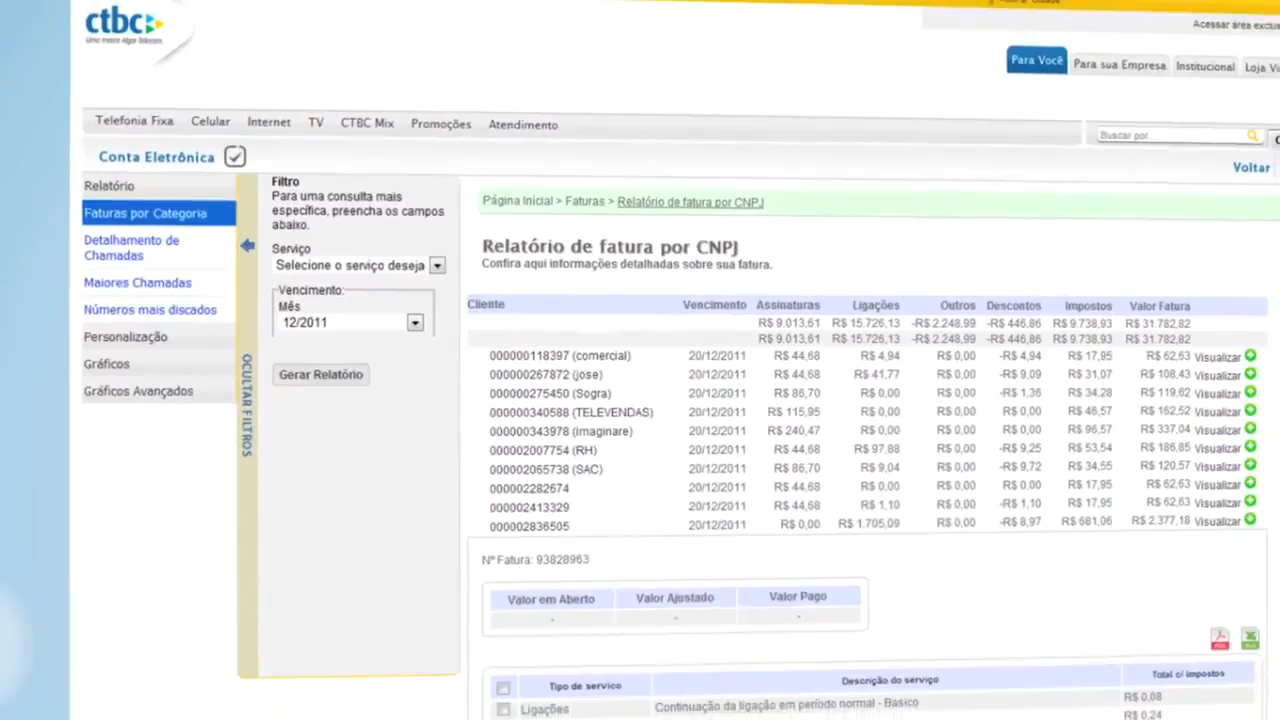 ctbc
Uma marca Algar Telecom
Acessar área exclus
Para Você
Para sua Empresa
Institucional
Loja Vi
Telefonia Fixa
Celular
Internet
TV
CTBC Mix
Promoções
Atendimento
Buscar por...
Conta Eletrônica
Voltar
Relatório
Faturas por Categoria
Detalhamento de
Chamadas
Maiores Chamadas
Números mais discados
Personalização
Gráficos
Gráficos Avançados
OCULTAR FILTROS
Filtro
Para uma consulta mais
específica, preencha os campos
abaixo.
Serviço
Selecione o serviço deseja
Vencimento:
Mês
12/2011
Gerar Relatório
Página Inicial > Faturas > Relatório de fatura por CNPJ
Relatório de fatura por CNPJ
Confira aqui informações detalhadas sobre sua fatura.
Cliente Vencimento Assinaturas Ligações Outros Descontos Impostos Valor Fatura
R$ 9.013,61 R$ 15.726,13 -R$ 2.248,99 -R$ 446,86 R$ 9.738,93 R$ 31.782,82
R$ 9.013,61 R$ 15.726,13 -R$ 2.248,99 -R$ 446,86 R$ 9.738,93 R$ 31.782,82
000000118397 (comercial) 20/12/2011 R$ 44,68 R$ 4,94 R$ 0,00 -R$ 4,94 R$ 17,95 R$ 62,63 Visualizar
000000267872 (jose) 20/12/2011 R$ 44,68 R$ 41,77 R$ 0,00 -R$ 9,09 R$ 31,07 R$ 108,43 Visualizar
000000275450 (Sogra) 20/12/2011 R$ 86,70 R$ 0,00 R$ 0,00 -R$ 1,36 R$ 34,28 R$ 119,62 Visualizar
000000340588 (TELEVENDAS) 20/12/2011 R$ 115,95 R$ 0,00 R$ 0,00 -R$ 0,00 R$ 46,57 R$ 162,52 Visualizar
000000343978 (imaginare) 20/12/2011 R$ 240,47 R$ 0,00 R$ 0,00 -R$ 0,00 R$ 96,57 R$ 337,04 Visualizar
000002007754 (RH) 20/12/2011 R$ 44,68 R$ 97,88 R$ 0,00 -R$ 9,25 R$ 53,54 R$ 186,85 Visualizar
000002065738 (SAC) 20/12/2011 R$ 86,70 R$ 9,04 R$ 0,00 -R$ 9,72 R$ 34,55 R$ 120,57 Visualizar
000002282674 20/12/2011 R$ 44,68 R$ 0,00 R$ 0,00 -R$ 0,00 R$ 17,95 R$ 62,63 Visualizar
000002413329 20/12/2011 R$ 44,68 R$ 1,10 R$ 0,00 -R$ 1,10 R$ 17,95 R$ 62,63 Visualizar
000002836505 20/12/2011 R$ 0,00 R$ 1.705,09 R$ 0,00 -R$ 8,97 R$ 681,06 R$ 2.377,18 Visualizar
Nº Fatura: 93828963
Valor em Aberto Valor Ajustado Valor Pago
- - -
Tipo de servico Descrição do serviço Total c/ impostos
Ligações Continuação da ligação em período normal - Basico R$ 0,08
R$ 0,24